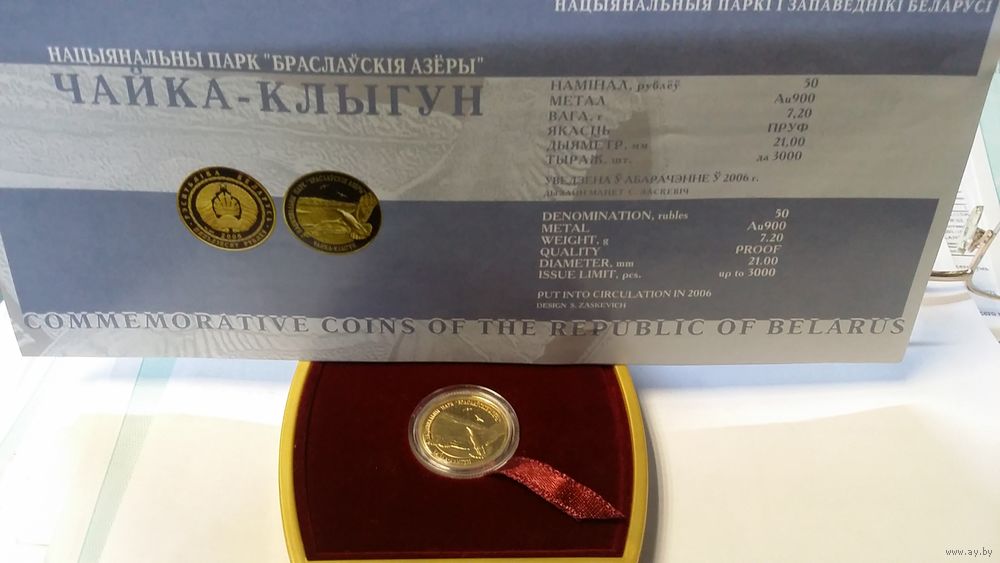 НАЦЫЯНАЛЬНЫЯ ПАРКІ І ЗАПАВЕДНІКІ БЕЛАРУСІ
НАЦЫЯНАЛЬНЫ ПАРК "БРАСЛАЎСКІЯ АЗЁРЫ"
ЧАЙКА-КЛЫГУН
НАМІНАЛ, рублёў 50
МЕТАЛ Au900
ВАГА, г 7,20
ЯКАСЦЬ ПРУФ
ДЫЯМЕТР, мм 21,00
ТЫРАЖ, шт. да 3000
УВЕДЗЕНА Ў АБАРАЧЭННЕ Ў 2006 г.
ДЫЗАЙН МАНЕТ С. ЗАСКЕВІЧ
DENOMINATION, rubles 50
METAL Au900
WEIGHT, g 7.20
QUALITY PROOF
DIAMETER, mm 21.00
ISSUE LIMIT, pcs. up to 3000
PUT INTO CIRCULATION IN 2006
DESIGN S. ZASKEVICH
РЭСПУБЛІКА БЕЛАРУСЬ
2006
COMMEMORATIVE COINS OF THE REPUBLIC OF BELARUS
www.ay.by